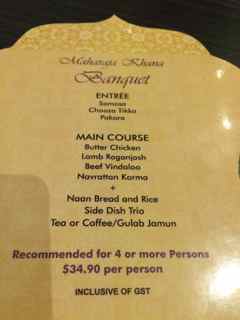 Maharaja Khana
Banquet
ENTRÉE
Samosa
Chooza Tikka
Pakora
MAIN COURSE
Butter Chicken
Lamb Roganjosh
Beef Vindaloo
Navrattan Korma
+
Naan Bread and Rice
Side Dish Trio
Tea or Coffee/Gulab Jamun
Recommended for 4 or more Persons
$34.90 per person
INCLUSIVE OF GST